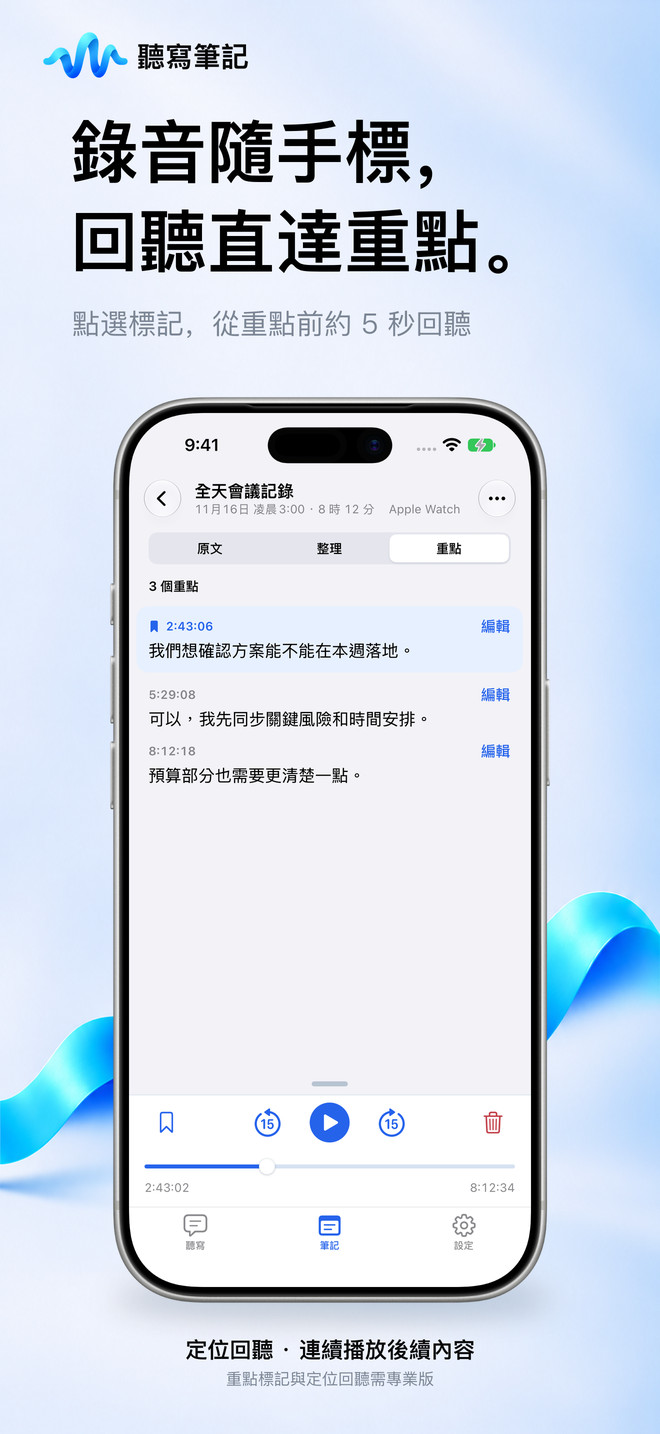 聽寫筆記
錄音隨手標，
回聽直達重點。
點選標記，從重點前約 5 秒回聽
9:41
全天會議記錄
11月16日 凌晨3:00 · 8 時 12 分 Apple Watch
原文 整理 重點
3 個重點
2:43:06 編輯
我們想確認方案能不能在本週落地。
5:29:08 編輯
可以，我先同步關鍵風險和時間安排。
8:12:18 編輯
預算部分也需要更清楚一點。
15 15
2:43:02 8:12:34
聽寫 筆記 設定
定位回聽 · 連續播放後續內容
重點標記與定位回聽需專業版